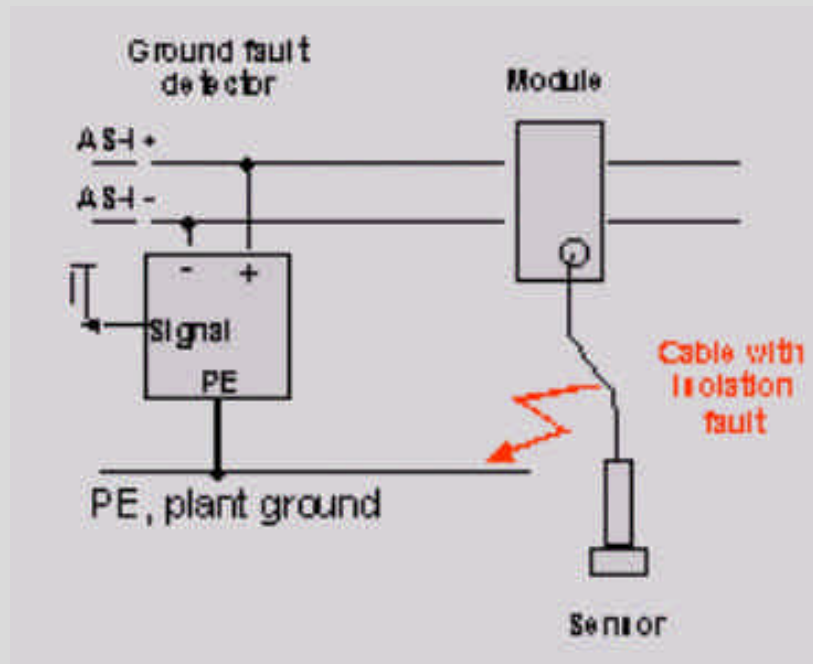 Ground fault
detector
Module
AS-I +
AS-I -
- +
Signal
PE
Cable with
isolation
fault
PE, plant ground
Sensor